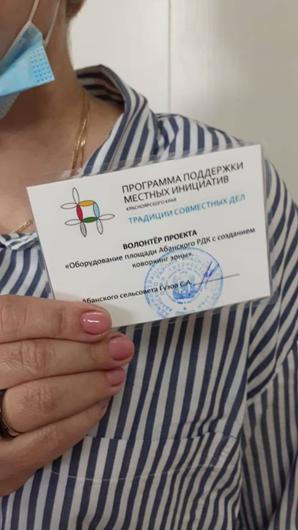 ПРОГРАММА ПОДДЕРЖКИ
МЕСТНЫХ ИНИЦИАТИВ
КРАСНОЯРСКОГО КРАЯ
ТРАДИЦИИ СОВМЕСТНЫХ ДЕЛ
ВОЛОНТЁР ПРОЕКТА
«Оборудование площади Абанского РДК с созданием
коворкинг зоны».
Абанского сельсовета Гузов С.А.